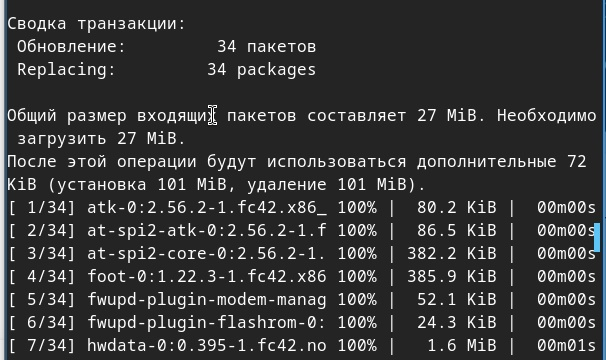 Сводка транзакции:
Обновление: 34 пакетов
Replacing: 34 packages
Общий размер входящих пакетов составляет 27 MiB. Необходимо
загрузить 27 MiB.
После этой операции будут использоваться дополнительные 72
KiB (установка 101 MiB, удаление 101 MiB).
[ 1/34] atk-0:2.56.2-1.fc42.x86_ 100% | 80.2 KiB | 00m00s
[ 2/34] at-spi2-atk-0:2.56.2-1.f 100% | 86.5 KiB | 00m00s
[ 3/34] at-spi2-core-0:2.56.2-1. 100% | 382.2 KiB | 00m00s
[ 4/34] foot-0:1.22.3-1.fc42.x86 100% | 385.9 KiB | 00m00s
[ 5/34] fwupd-plugin-modem-manag 100% | 52.1 KiB | 00m00s
[ 6/34] fwupd-plugin-flashrom-0: 100% | 24.3 KiB | 00m00s
[ 7/34] hwdata-0:0.395-1.fc42.no 100% | 1.6 MiB | 00m01s